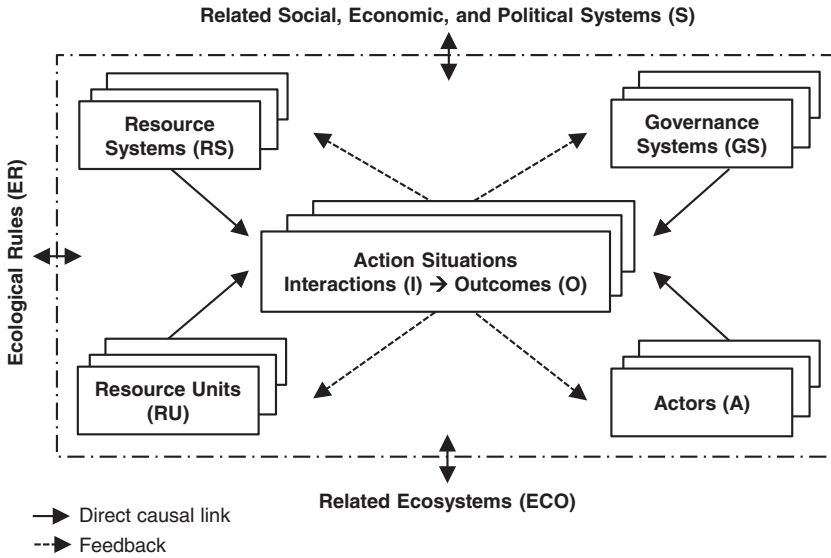 Related Social, Economic, and Political Systems (S)
Resource
Systems (RS)
Governance
Systems (GS)
Ecological Rules (ER)
Action Situations
Interactions (I) → Outcomes (O)
Resource Units
(RU)
Actors (A)
Related Ecosystems (ECO)
Direct causal link
Feedback